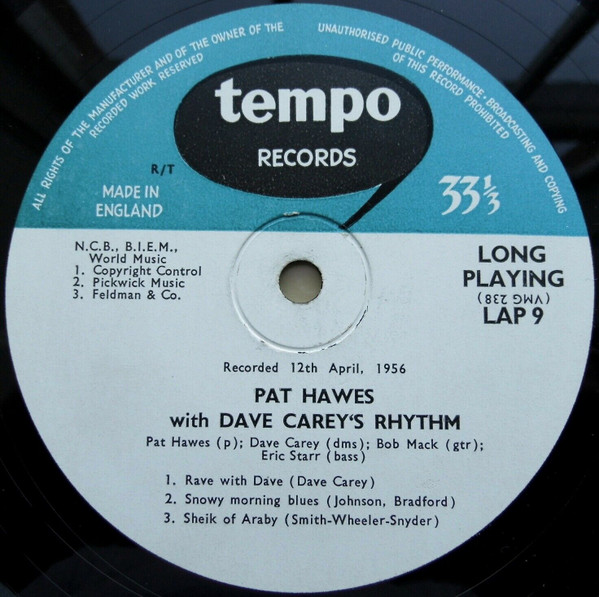 ALL RIGHTS OF THE MANUFACTURER AND OF THE OWNER OF THE
RECORDED WORK RESERVED
UNAUTHORISED PUBLIC PERFORMANCE • BROADCASTING AND COPYING
OF THIS RECORD PROHIBITED
tempo
RECORDS
R/T
MADE IN
ENGLAND
33⅓
N.C.B., B.I.E.M.,
World Music
1. Copyright Control
2. Pickwick Music
3. Feldman & Co.
LONG
PLAYING
(VMG 238)
LAP 9
Recorded 12th April, 1956
PAT HAWES
with DAVE CAREY'S RHYTHM
Pat Hawes (p); Dave Carey (dms); Bob Mack (gtr);
Eric Starr (bass)
1. Rave with Dave (Dave Carey)
2. Snowy morning blues (Johnson, Bradford)
3. Sheik of Araby (Smith-Wheeler-Snyder)